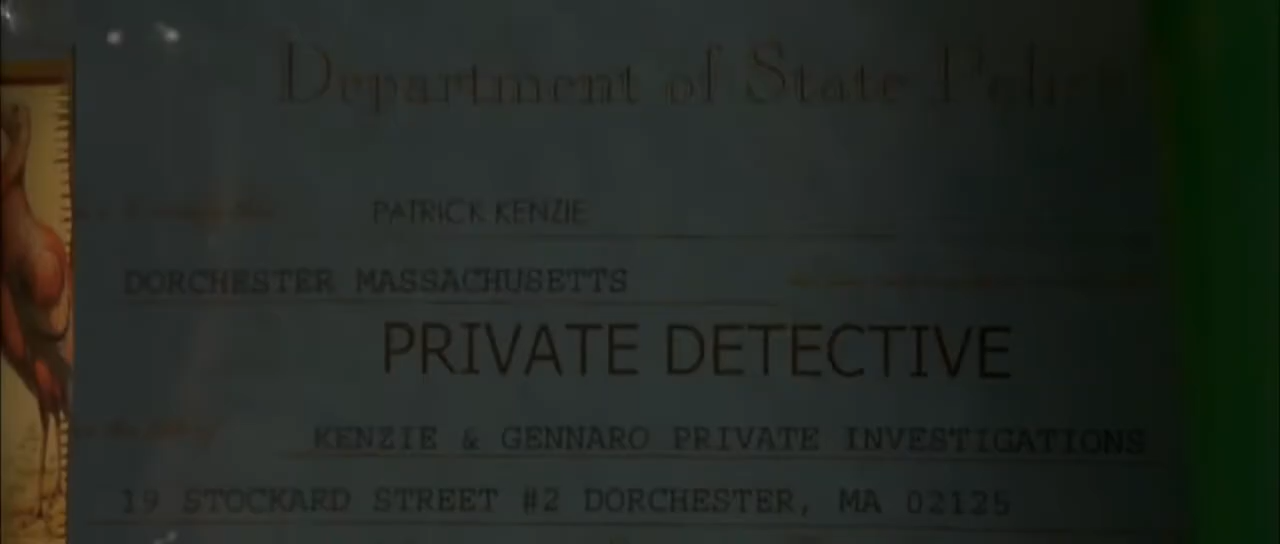 Department of State Police
PATRICK KENZIE
DORCHESTER MASSACHUSETTS
PRIVATE DETECTIVE
KENZIE & GENNARO PRIVATE INVESTIGATIONS
19 STOCKARD STREET #2 DORCHESTER, MA 02125